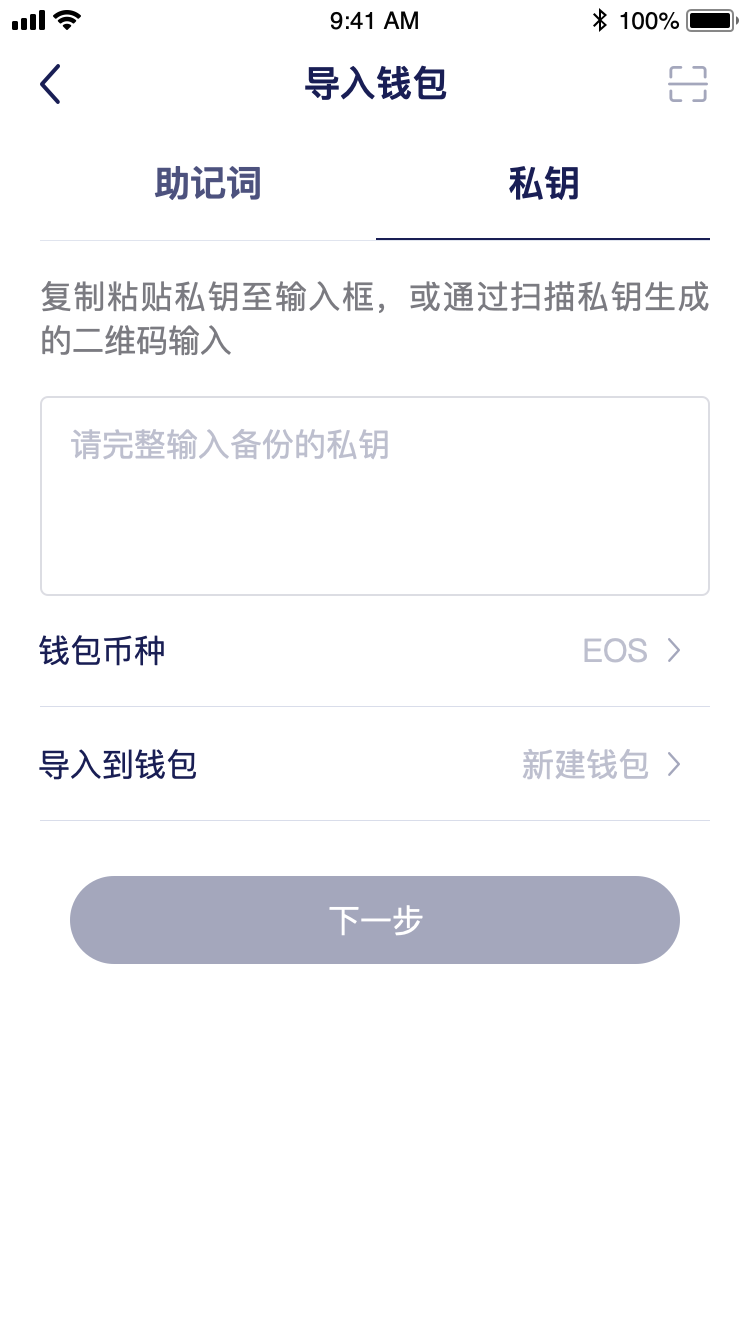 9:41 AM
100%
导入钱包
助记词
私钥
复制粘贴私钥至输入框，或通过扫描私钥生成
的二维码输入
请完整输入备份的私钥
钱包币种
EOS
导入到钱包
新建钱包
下一步